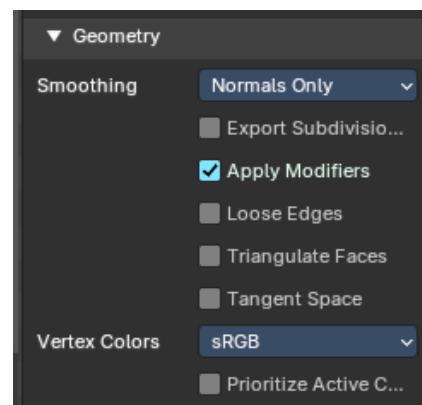 Geometry
Smoothing Normals Only
Export Subdivisio...
Apply Modifiers
Loose Edges
Triangulate Faces
Tangent Space
Vertex Colors sRGB
Prioritize Active C...